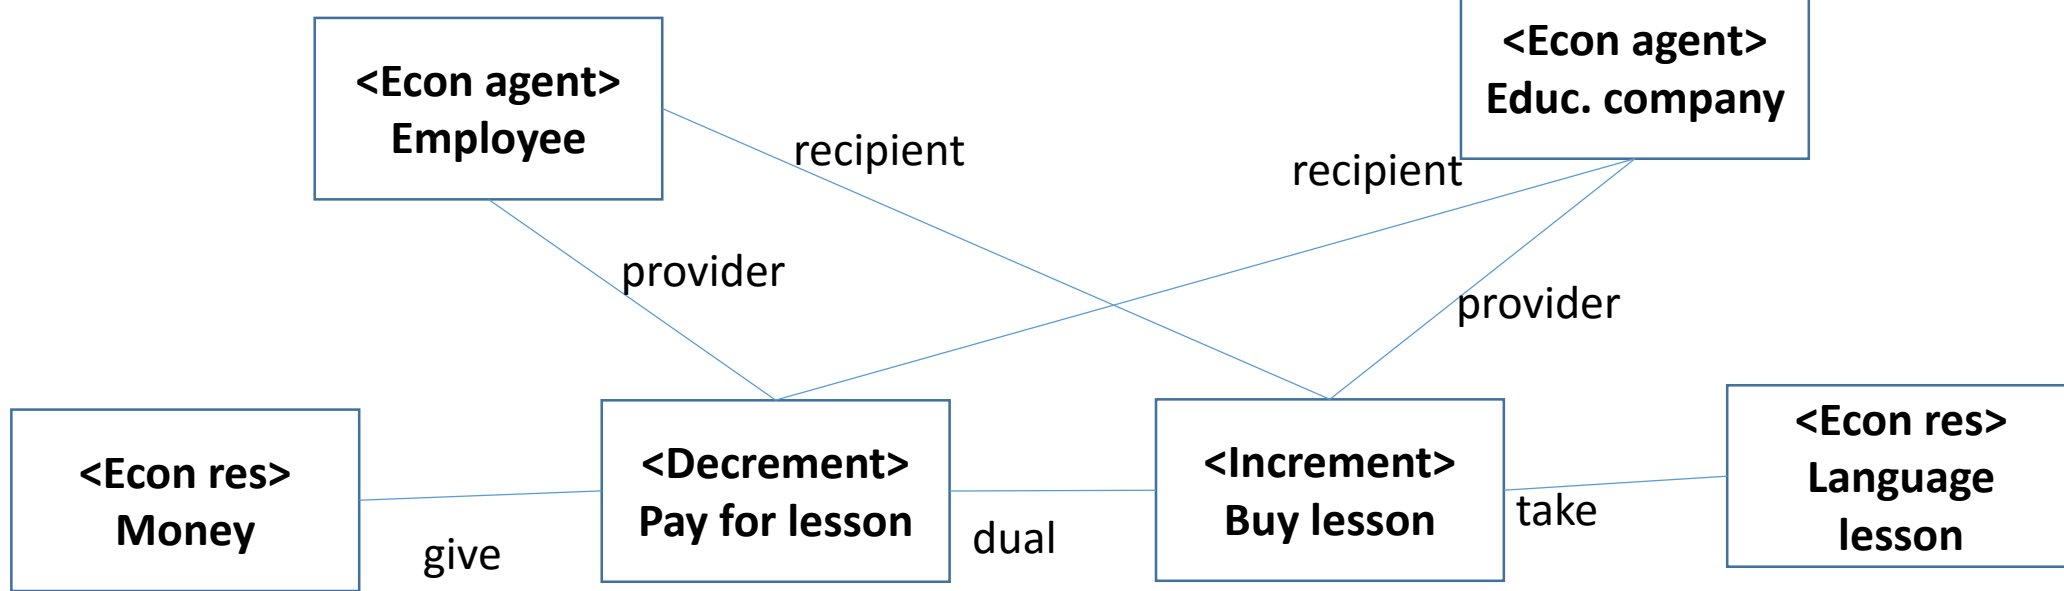 <Econ agent>
Employee
<Econ agent>
Educ. company
recipient
recipient
provider
provider
<Econ res>
Money
give
<Decrement>
Pay for lesson
dual
<Increment>
Buy lesson
take
<Econ res>
Language
lesson